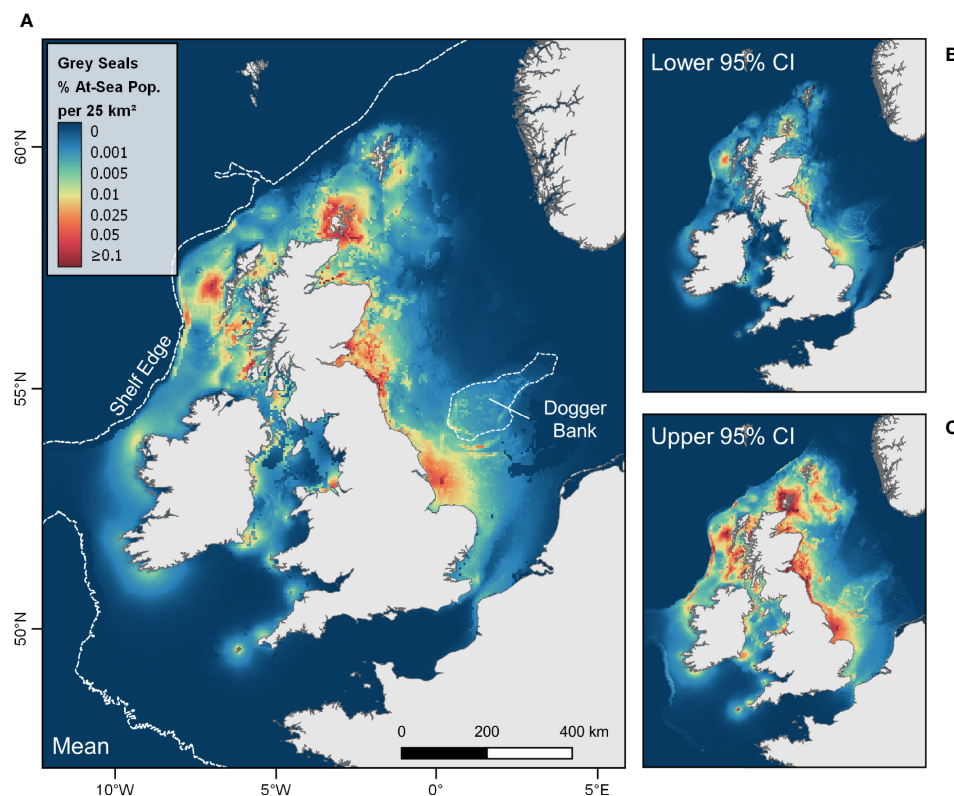 A
Grey Seals
% At-Sea Pop.
per 25 km²
0
0.001
0.005
0.01
0.025
0.05
≥0.1
60°N
55°N
50°N
Shelf Edge
Dogger
Bank
0 200 400 km
Mean
10°W 5°W 0° 5°E
Lower 95% CI
B
Upper 95% CI
C